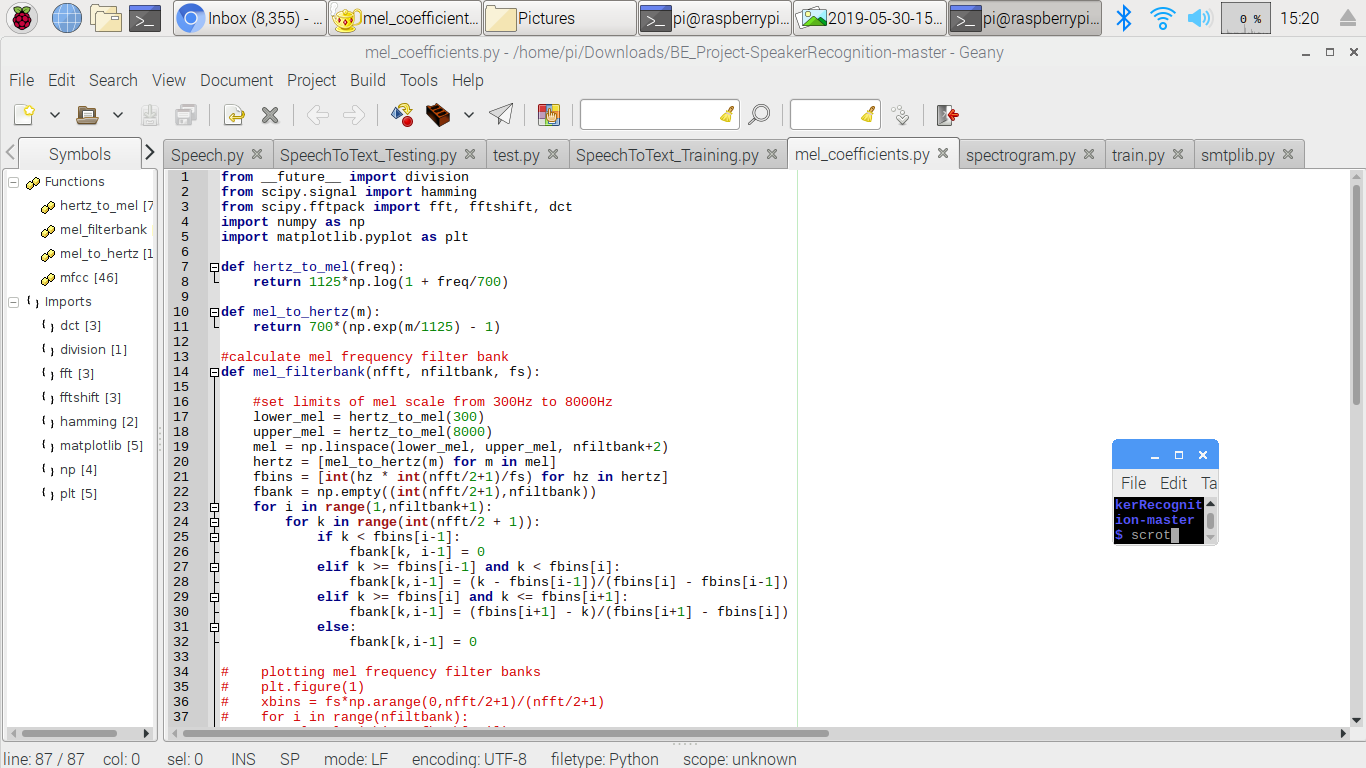 Inbox (8,355) - ... mel_coefficient... Pictures pi@raspberrypi... 2019-05-30-15... pi@raspberrypi... 0 % 15:20
mel_coefficients.py - /home/pi/Downloads/BE_Project-SpeakerRecognition-master - Geany
File Edit Search View Document Project Build Tools Help
Symbols Speech.py SpeechToText_Testing.py test.py SpeechToText_Training.py mel_coefficients.py spectrogram.py train.py smtplib.py
Functions
hertz_to_mel [7
mel_filterbank
mel_to_hertz [1
mfcc [46]
Imports
dct [3]
division [1]
fft [3]
fftshift [3]
hamming [2]
matplotlib [5]
np [4]
plt [5]
1 from __future__ import division
2 from scipy.signal import hamming
3 from scipy.fftpack import fft, fftshift, dct
4 import numpy as np
5 import matplotlib.pyplot as plt
6
7 def hertz_to_mel(freq):
8 return 1125*np.log(1 + freq/700)
9
10 def mel_to_hertz(m):
11 return 700*(np.exp(m/1125) - 1)
12
13 #calculate mel frequency filter bank
14 def mel_filterbank(nfft, nfiltbank, fs):
15
16 #set limits of mel scale from 300Hz to 8000Hz
17 lower_mel = hertz_to_mel(300)
18 upper_mel = hertz_to_mel(8000)
19 mel = np.linspace(lower_mel, upper_mel, nfiltbank+2)
20 hertz = [mel_to_hertz(m) for m in mel]
21 fbins = [int(hz * int(nfft/2+1)/fs) for hz in hertz]
22 fbank = np.empty((int(nfft/2+1),nfiltbank))
23 for i in range(1,nfiltbank+1):
24 for k in range(int(nfft/2 + 1)):
25 if k < fbins[i-1]:
26 fbank[k, i-1] = 0
27 elif k >= fbins[i-1] and k < fbins[i]:
28 fbank[k,i-1] = (k - fbins[i-1])/(fbins[i] - fbins[i-1])
29 elif k >= fbins[i] and k <= fbins[i+1]:
30 fbank[k,i-1] = (fbins[i+1] - k)/(fbins[i+1] - fbins[i])
31 else:
32 fbank[k,i-1] = 0
33
34 # plotting mel frequency filter banks
35 # plt.figure(1)
36 # xbins = fs*np.arange(0,nfft/2+1)/(nfft/2+1)
37 # for i in range(nfiltbank):
File Edit Ta
kerRecognit
ion-master
$ scrot
line: 87 / 87 col: 0 sel: 0 INS SP mode: LF encoding: UTF-8 filetype: Python scope: unknown